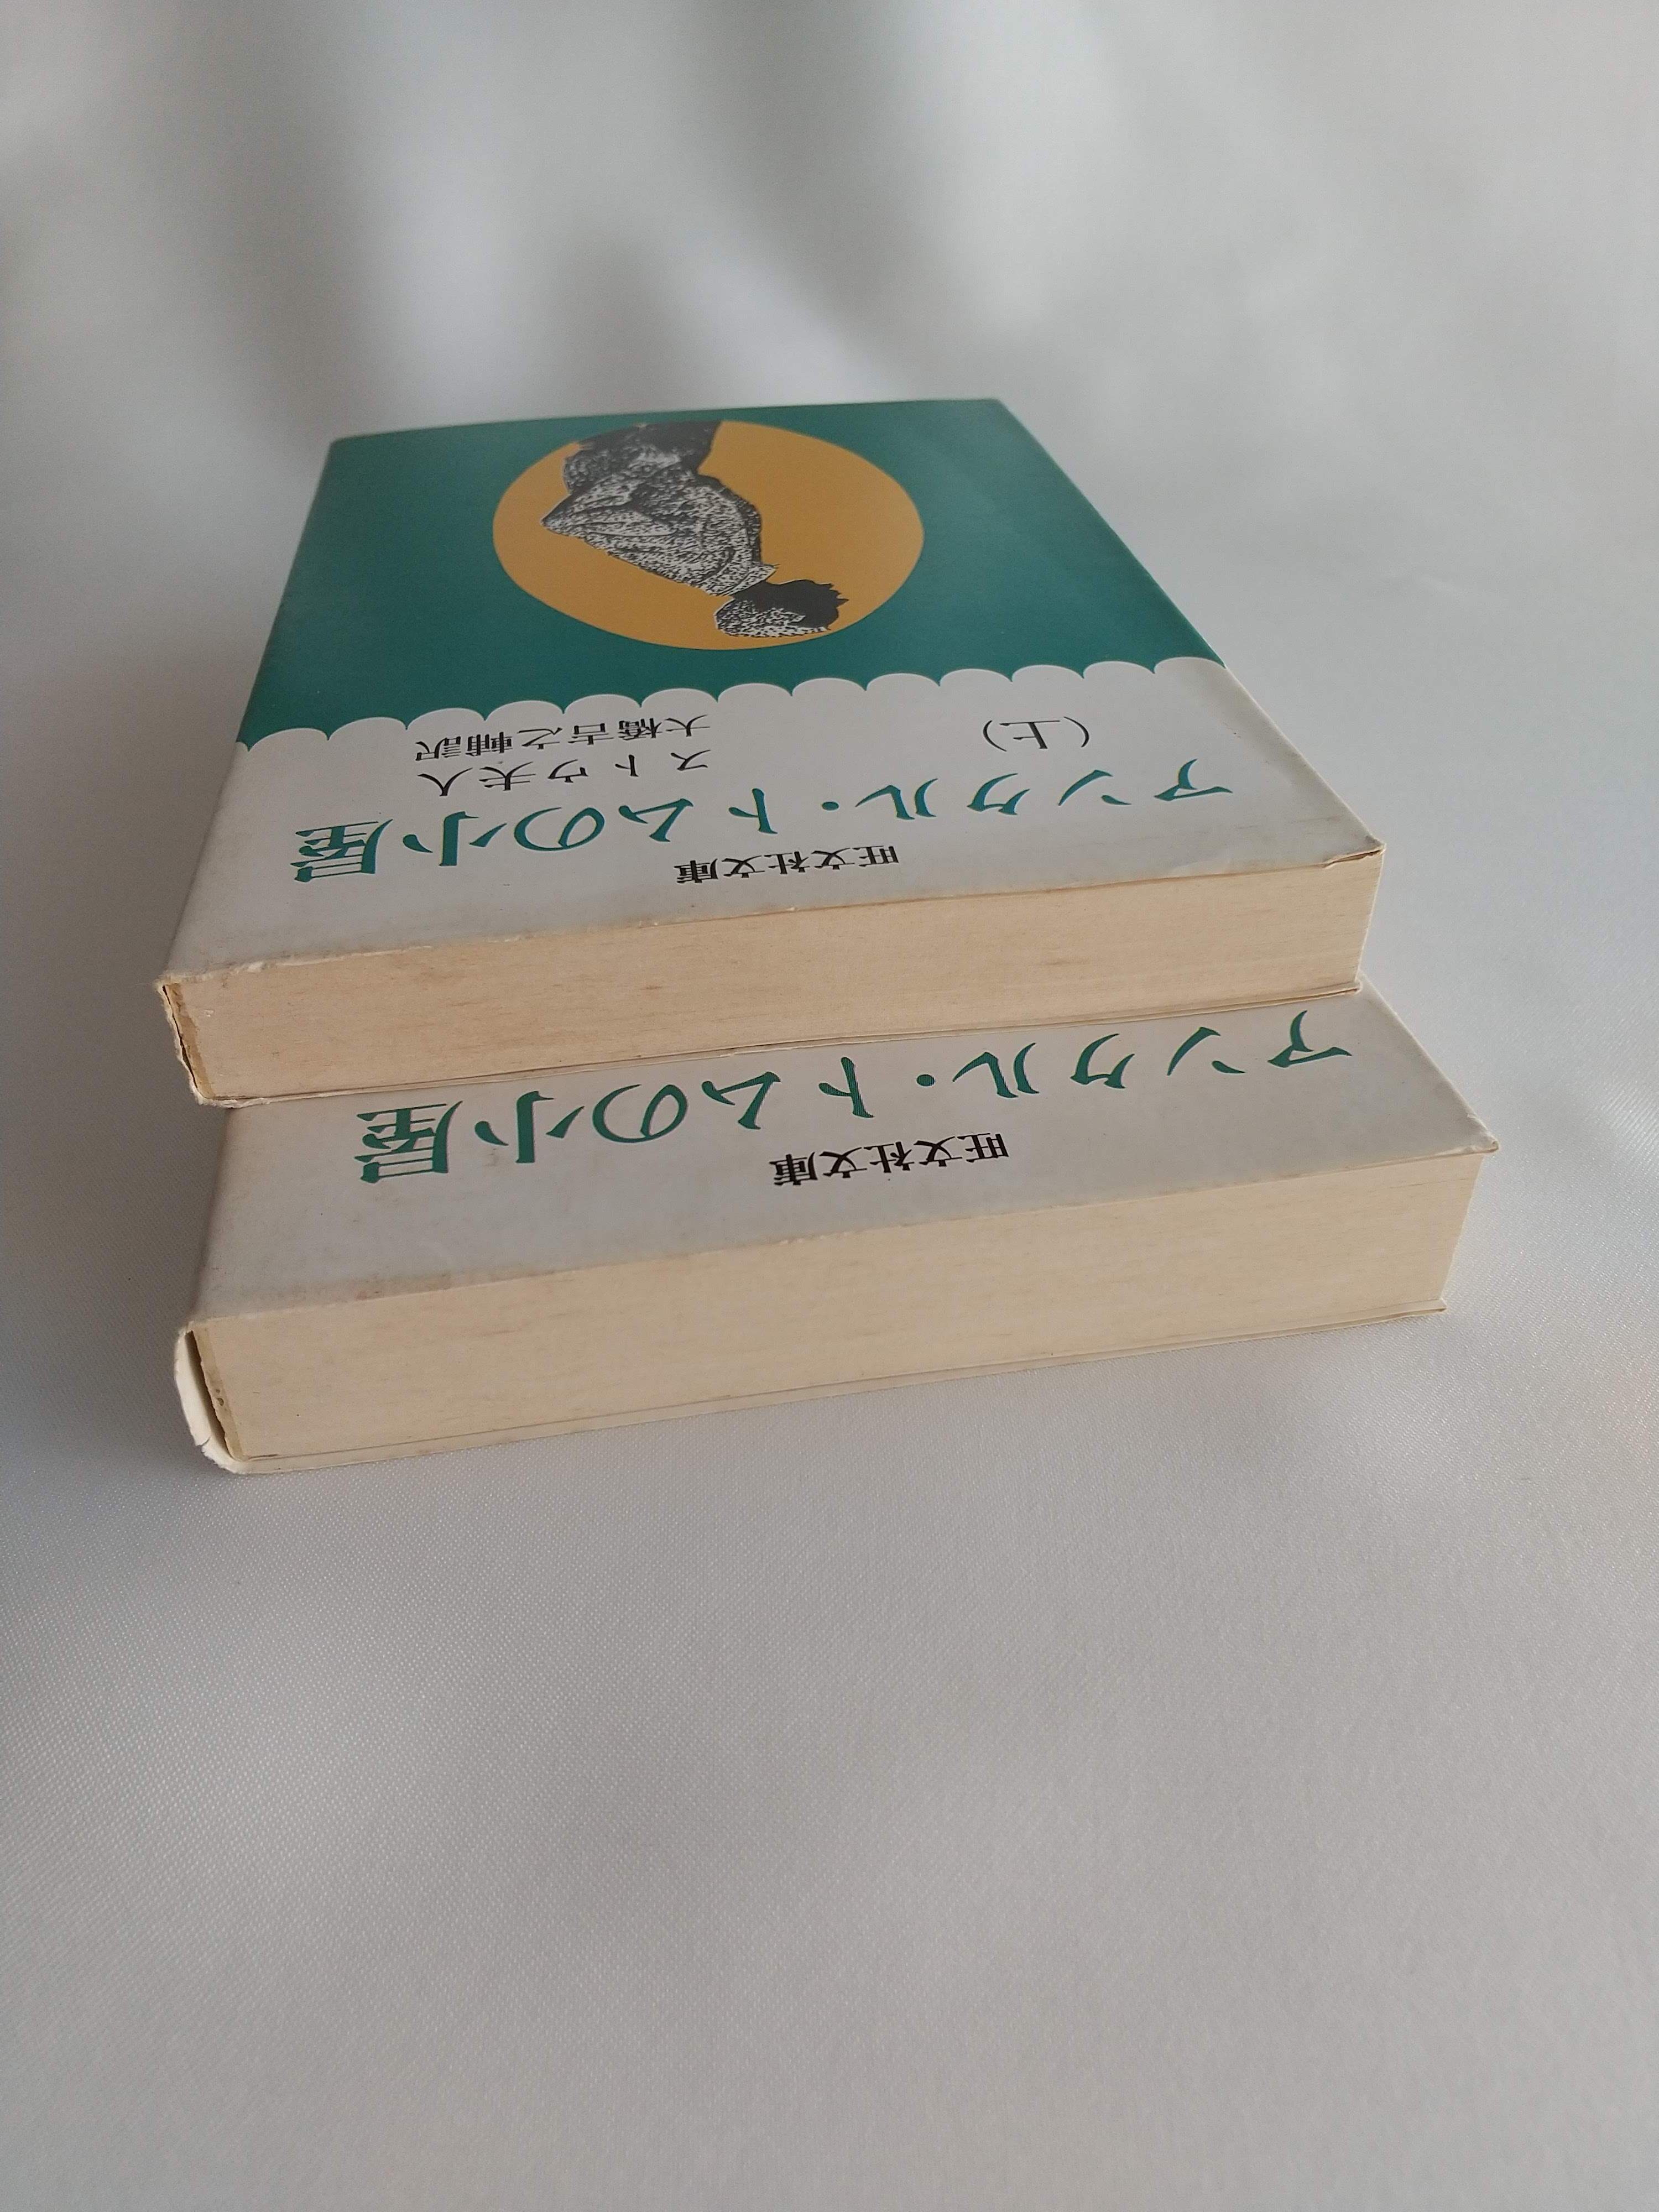 旺文社文庫
アンクル・トムの小屋
(上)
ストウ夫人
大橋吉之輔訳
旺文社文庫
アンクル・トムの小屋